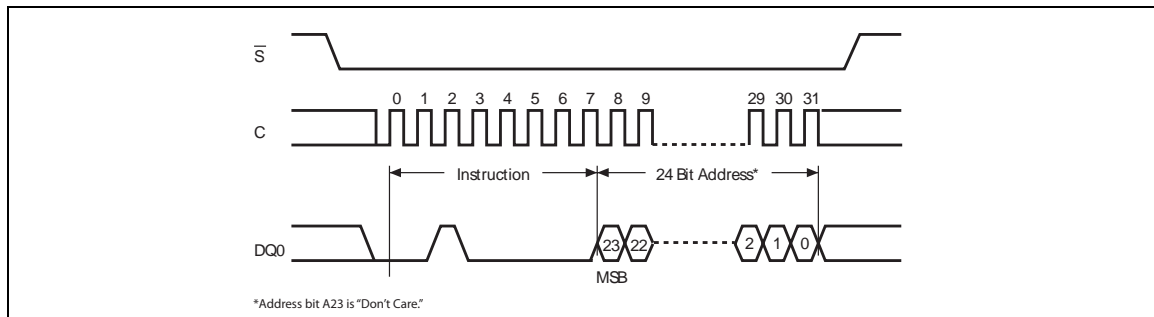 S
0 1 2 3 4 5 6 7 8 9 29 30 31
C
Instruction 24 Bit Address*
DQ0 23 22 2 1 0
MSB
*Address bit A23 is “Don’t Care.”